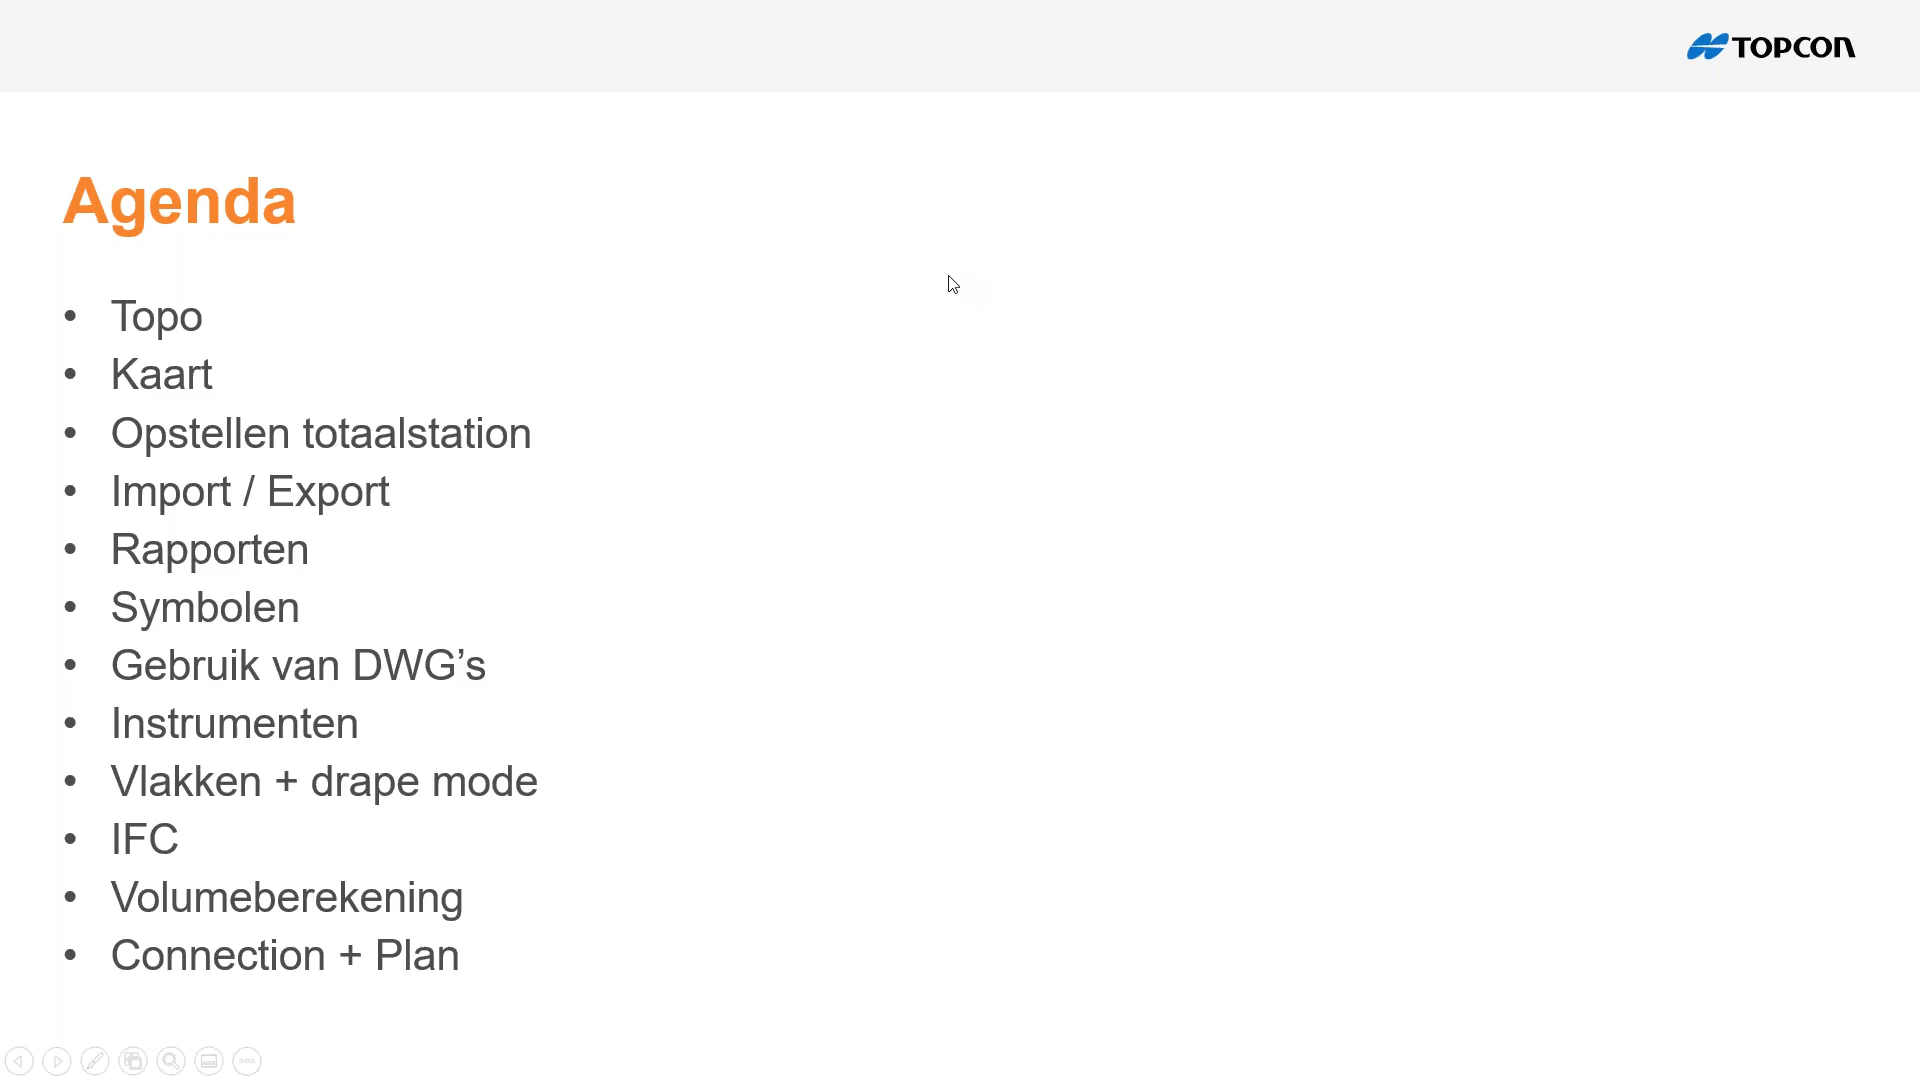 TOPCON
Agenda
• Topo
• Kaart
• Opstellen totaalstation
• Import / Export
• Rapporten
• Symbolen
• Gebruik van DWG’s
• Instrumenten
• Vlakken + drape mode
• IFC
• Volumeberekening
• Connection + Plan